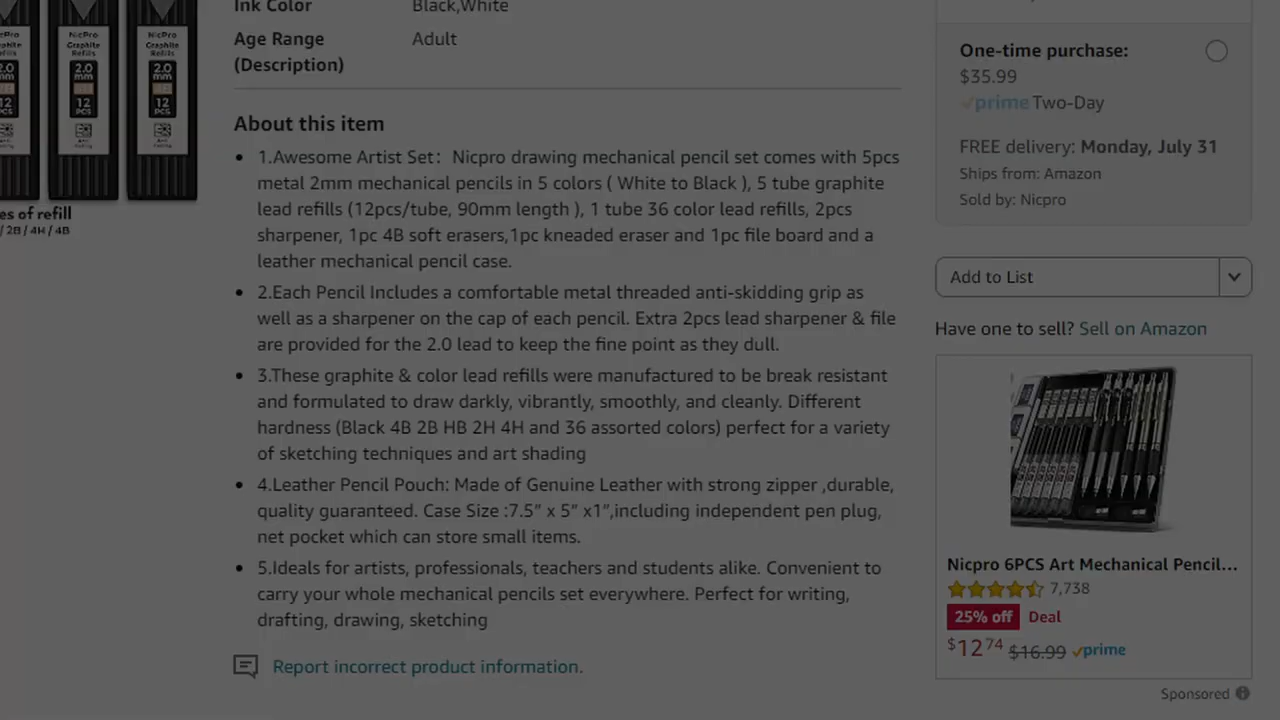 NicPro
Graphite
Refills
2.0
mm
12
PCS
NicPro
Graphite
Refills
2.0
mm
12
PCS
es of refill
/ 2B / 4H / 4B
Ink Color Black,White
Age Range Adult
(Description)
About this item
1.Awesome Artist Set：Nicpro drawing mechanical pencil set comes with 5pcs
metal 2mm mechanical pencils in 5 colors ( White to Black ), 5 tube graphite
lead refills (12pcs/tube, 90mm length ), 1 tube 36 color lead refills, 2pcs
sharpener, 1pc 4B soft erasers,1pc kneaded eraser and 1pc file board and a
leather mechanical pencil case.
2.Each Pencil Includes a comfortable metal threaded anti-skidding grip as
well as a sharpener on the cap of each pencil. Extra 2pcs lead sharpener & file
are provided for the 2.0 lead to keep the fine point as they dull.
3.These graphite & color lead refills were manufactured to be break resistant
and formulated to draw darkly, vibrantly, smoothly, and cleanly. Different
hardness (Black 4B 2B HB 2H 4H and 36 assorted colors) perfect for a variety
of sketching techniques and art shading
4.Leather Pencil Pouch: Made of Genuine Leather with strong zipper ,durable,
quality guaranteed. Case Size :7.5” x 5” x1”,including independent pen plug,
net pocket which can store small items.
5.Ideals for artists, professionals, teachers and students alike. Convenient to
carry your whole mechanical pencils set everywhere. Perfect for writing,
drafting, drawing, sketching
Report incorrect product information.
One-time purchase:
$35.99
prime Two-Day
FREE delivery: Monday, July 31
Ships from: Amazon
Sold by: Nicpro
Add to List
Have one to sell? Sell on Amazon
Nicpro 6PCS Art Mechanical Pencil...
7,738
25% off Deal
$12 74 $16.99 prime
Sponsored